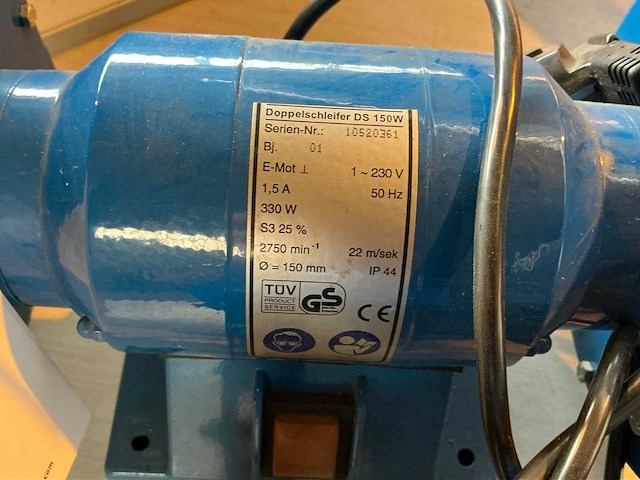 Doppelschleifer DS 150W
Serien-Nr.: 10520361
Bj. 01
E-Mot ⊥ 1 ~ 230 V
1,5 A 50 Hz
330 W
S3 25 %
2750 min⁻¹ 22 m/sek
Ø = 150 mm IP 44
TÜV
PRODUCT
SERVICE
GS
CE
.com